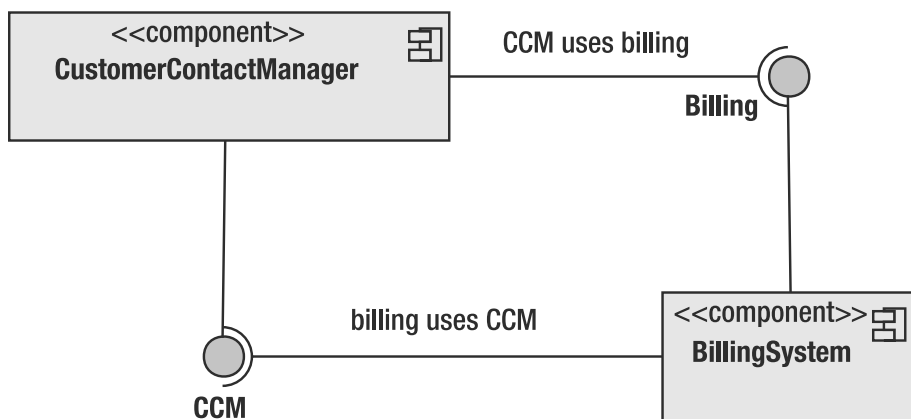 <<component>>
CustomerContactManager
CCM uses billing
Billing
billing uses CCM
<<component>>
BillingSystem
CCM